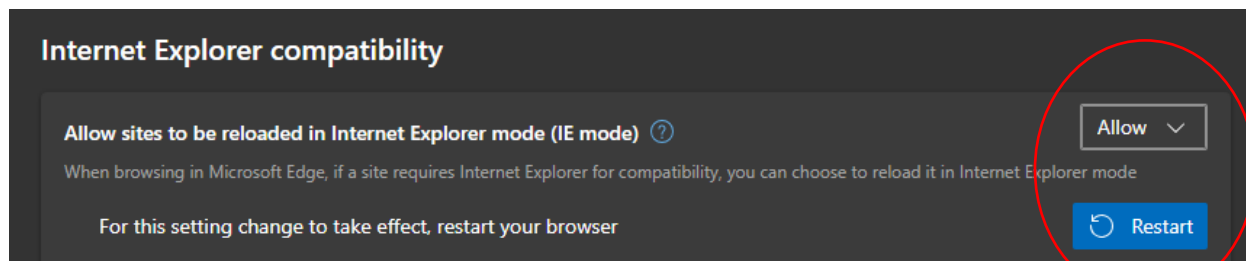 Internet Explorer compatibility
Allow sites to be reloaded in Internet Explorer mode (IE mode) ?
Allow
When browsing in Microsoft Edge, if a site requires Internet Explorer for compatibility, you can choose to reload it in Internet Explorer mode
For this setting change to take effect, restart your browser
Restart